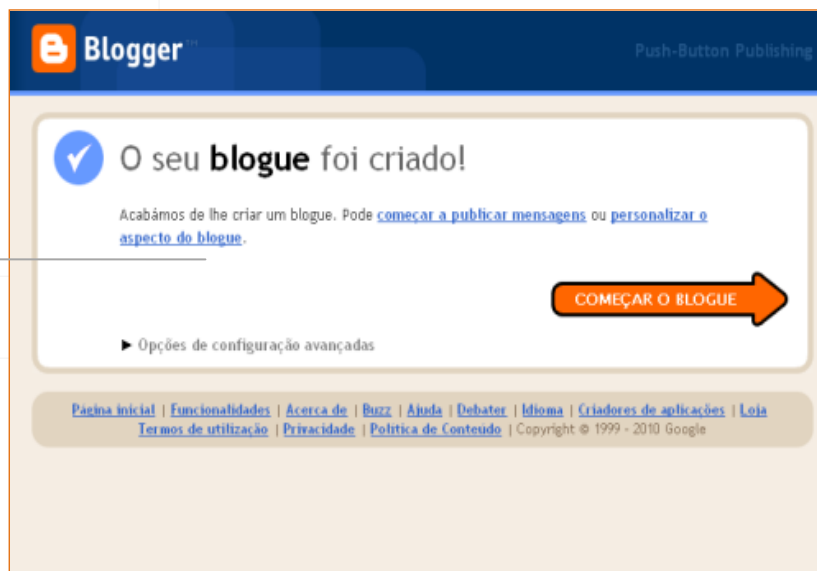 Blogger™
Push-Button Publishing
O seu blogue foi criado!
Acabámos de lhe criar um blogue. Pode começar a publicar mensagens ou personalizar o
aspecto do blogue.
COMEÇAR O BLOGUE
► Opções de configuração avançadas
Página inicial | Funcionalidades | Acerca de | Buzz | Ajuda | Debater | Idioma | Criadores de aplicações | Loja
Termos de utilização | Privacidade | Política de Conteúdo | Copyright © 1999 - 2010 Google